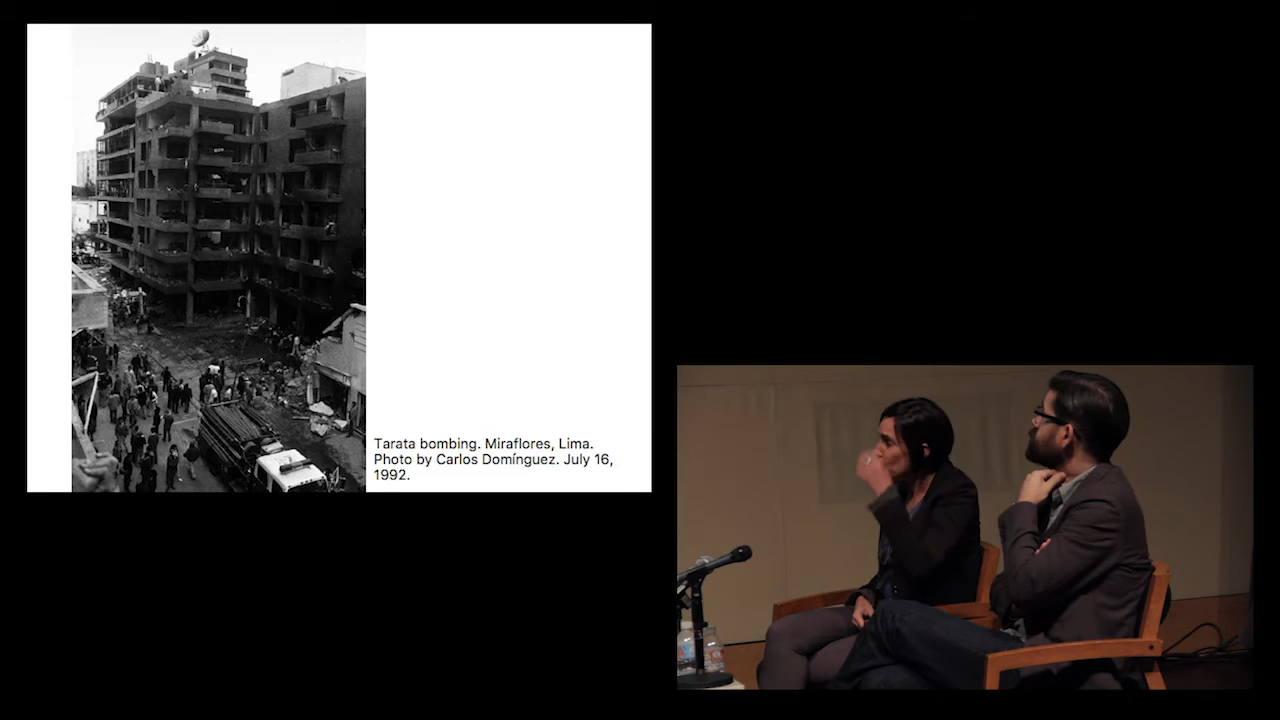 Tarata bombing. Miraflores, Lima.
Photo by Carlos Domínguez. July 16,
1992.